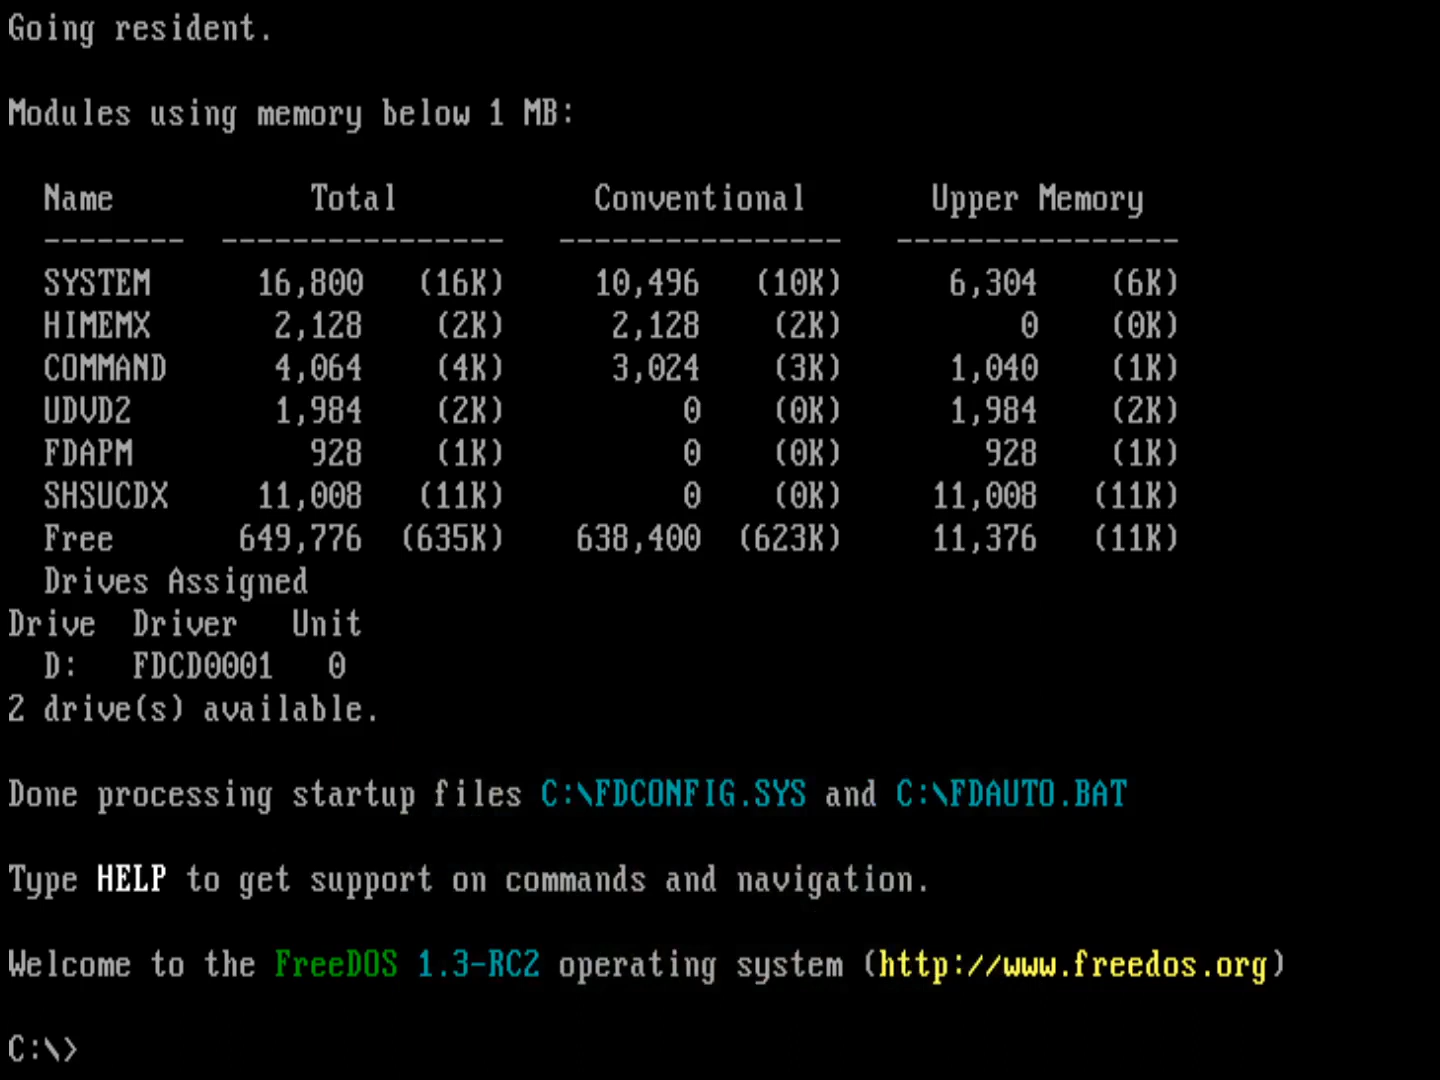 Going resident.
Modules using memory below 1 MB:
Name Total Conventional Upper Memory
-------- ---------------- ---------------- ----------------
SYSTEM 16,800 (16K) 10,496 (10K) 6,304 (6K)
HIMEMX 2,128 (2K) 2,128 (2K) 0 (0K)
COMMAND 4,064 (4K) 3,024 (3K) 1,040 (1K)
UDVD2 1,984 (2K) 0 (0K) 1,984 (2K)
FDAPM 928 (1K) 0 (0K) 928 (1K)
SHSUCDX 11,008 (11K) 0 (0K) 11,008 (11K)
Free 649,776 (635K) 638,400 (623K) 11,376 (11K)
Drives Assigned
Drive Driver Unit
D: FDCD0001 0
2 drive(s) available.
Done processing startup files C:\FDCONFIG.SYS and C:\FDAUTO.BAT
Type HELP to get support on commands and navigation.
Welcome to the FreeDOS 1.3-RC2 operating system (http://www.freedos.org)
C:\>